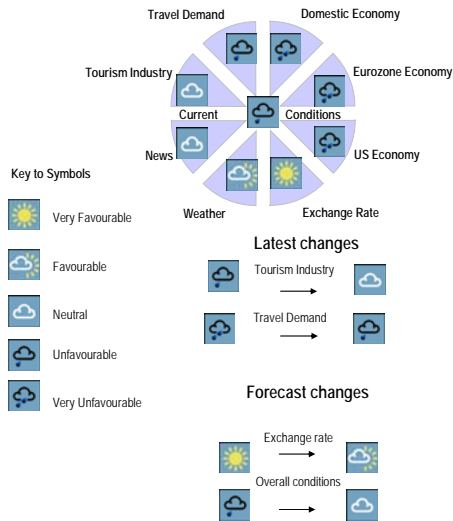 Travel Demand
Domestic Economy
Tourism Industry
Eurozone Economy
Current
Conditions
News
US Economy
Weather
Exchange Rate
Key to Symbols
Very Favourable
Favourable
Neutral
Unfavourable
Very Unfavourable
Latest changes
Tourism Industry
Travel Demand
Forecast changes
Exchange rate
Overall conditions